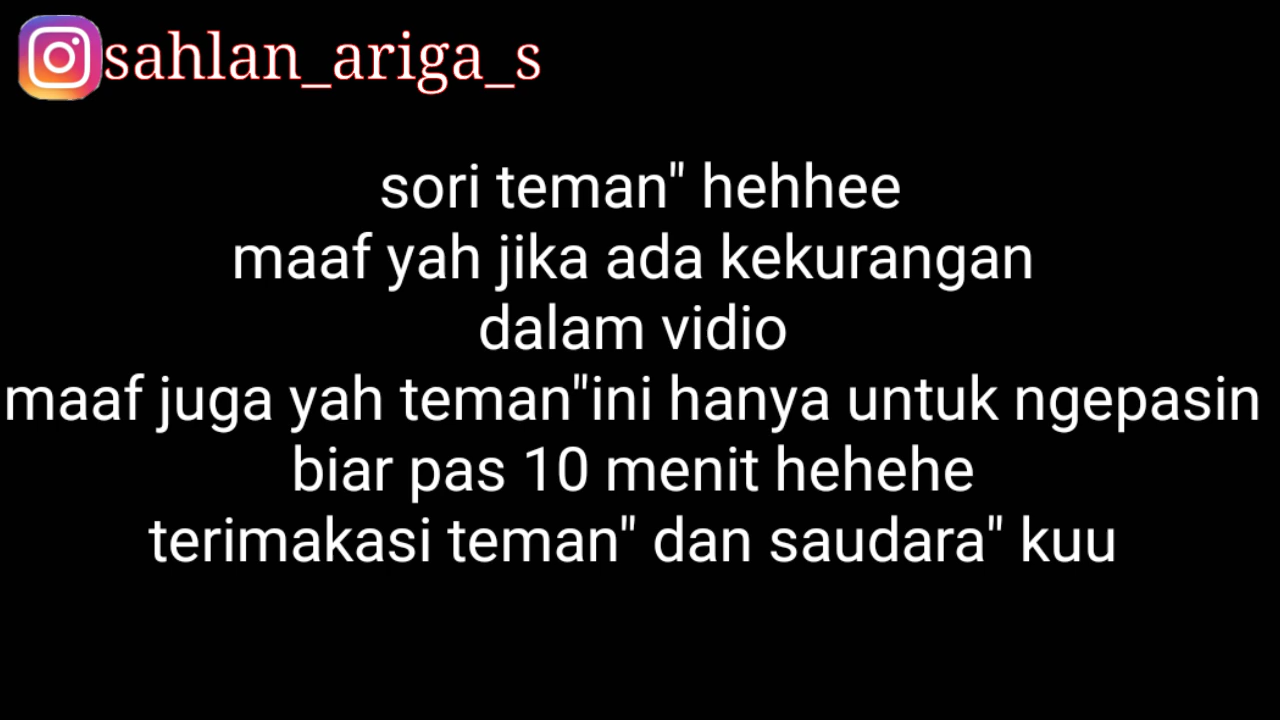 sahlan_ariga_s
sori teman" hehhee
maaf yah jika ada kekurangan
dalam vidio
maaf juga yah teman"ini hanya untuk ngepasin
biar pas 10 menit hehehe
terimakasi teman" dan saudara" kuu